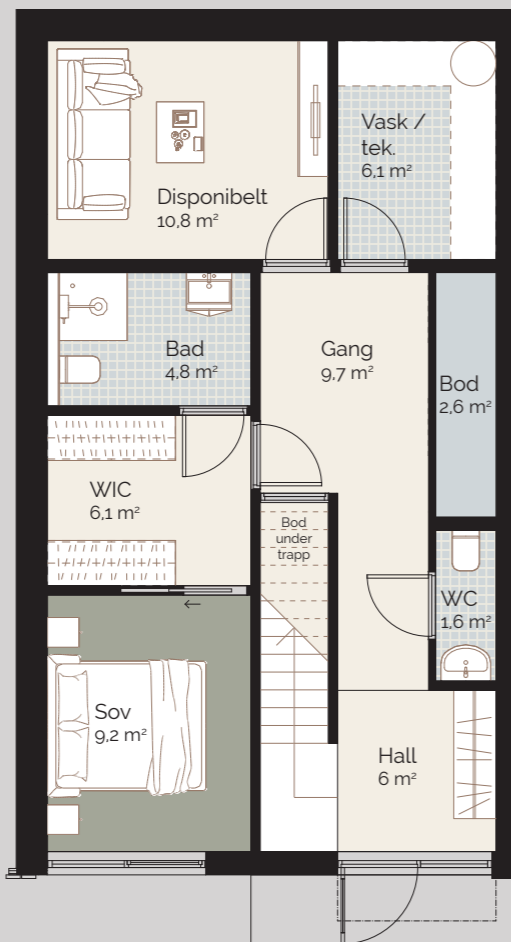 Disponibelt
10,8 m²
Vask /
tek.
6,1 m²
Bad
4,8 m²
Gang
9,7 m²
Bod
2,6 m²
WIC
6,1 m²
Bod
under
trapp
WC
1,6 m²
Sov
9,2 m²
Hall
6 m²